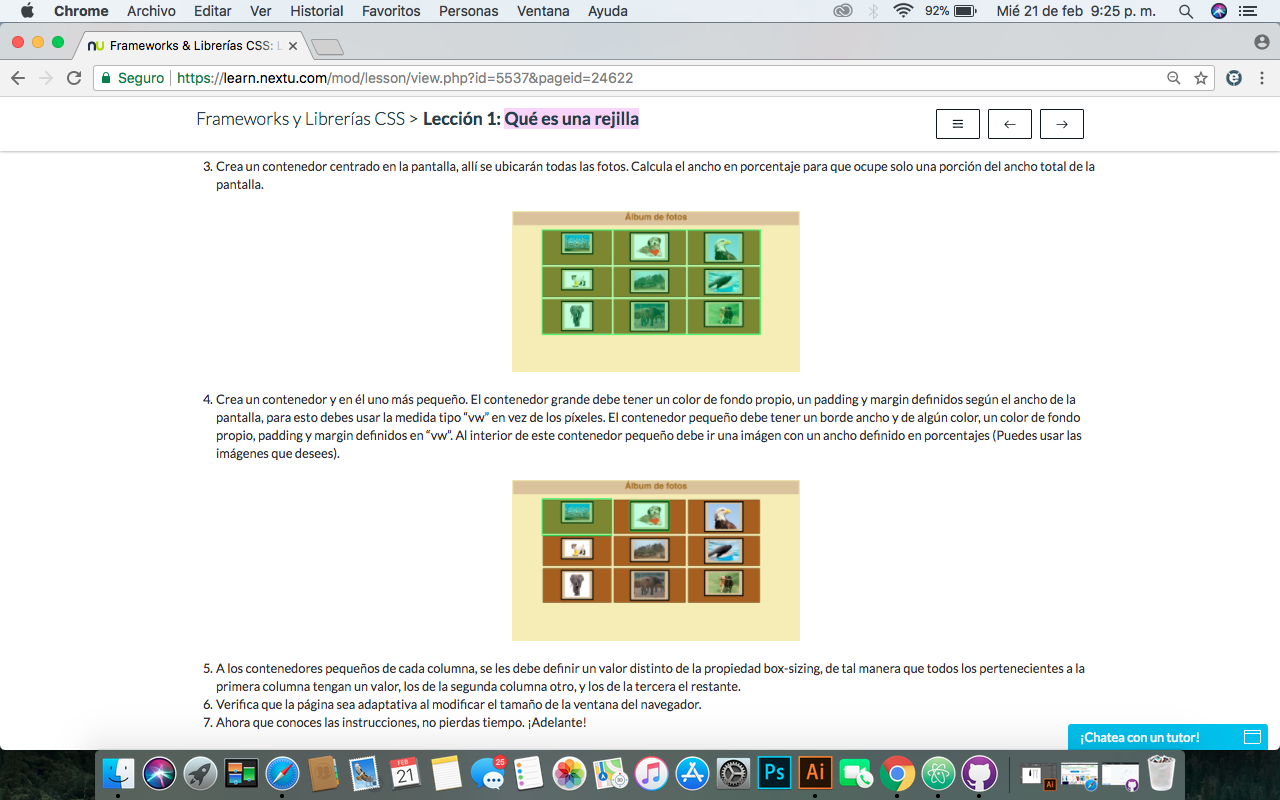 Chrome Archivo Editar Ver Historial Favoritos Personas Ventana Ayuda 92% Mié 21 de feb 9:25 p. m.
Frameworks & Librerías CSS: L
Seguro https://learn.nextu.com/mod/lesson/view.php?id=5537&pageid=24622
Frameworks y Librerías CSS > Lección 1: Qué es una rejilla
3. Crea un contenedor centrado en la pantalla, allí se ubicarán todas las fotos. Calcula el ancho en porcentaje para que ocupe solo una porción del ancho total de la
pantalla.
Álbum de fotos
4. Crea un contenedor y en él uno más pequeño. El contenedor grande debe tener un color de fondo propio, un padding y margin definidos según el ancho de la
pantalla, para esto debes usar la medida tipo “vw” en vez de los píxeles. El contenedor pequeño debe tener un borde ancho y de algún color, un color de fondo
propio, padding y margin definidos en “vw”. Al interior de este contenedor pequeño debe ir una imágen con un ancho definido en porcentajes (Puedes usar las
imágenes que desees).
Álbum de fotos
5. A los contenedores pequeños de cada columna, se les debe definir un valor distinto de la propiedad box-sizing, de tal manera que todos los pertenecientes a la
primera columna tengan un valor, los de la segunda columna otro, y los de la tercera el restante.
6. Verifica que la página sea adaptativa al modificar el tamaño de la ventana del navegador.
7. Ahora que conoces las instrucciones, no pierdas tiempo. ¡Adelante!
¡Chatea con un tutor!
FEB
21
25
Ps
Ai